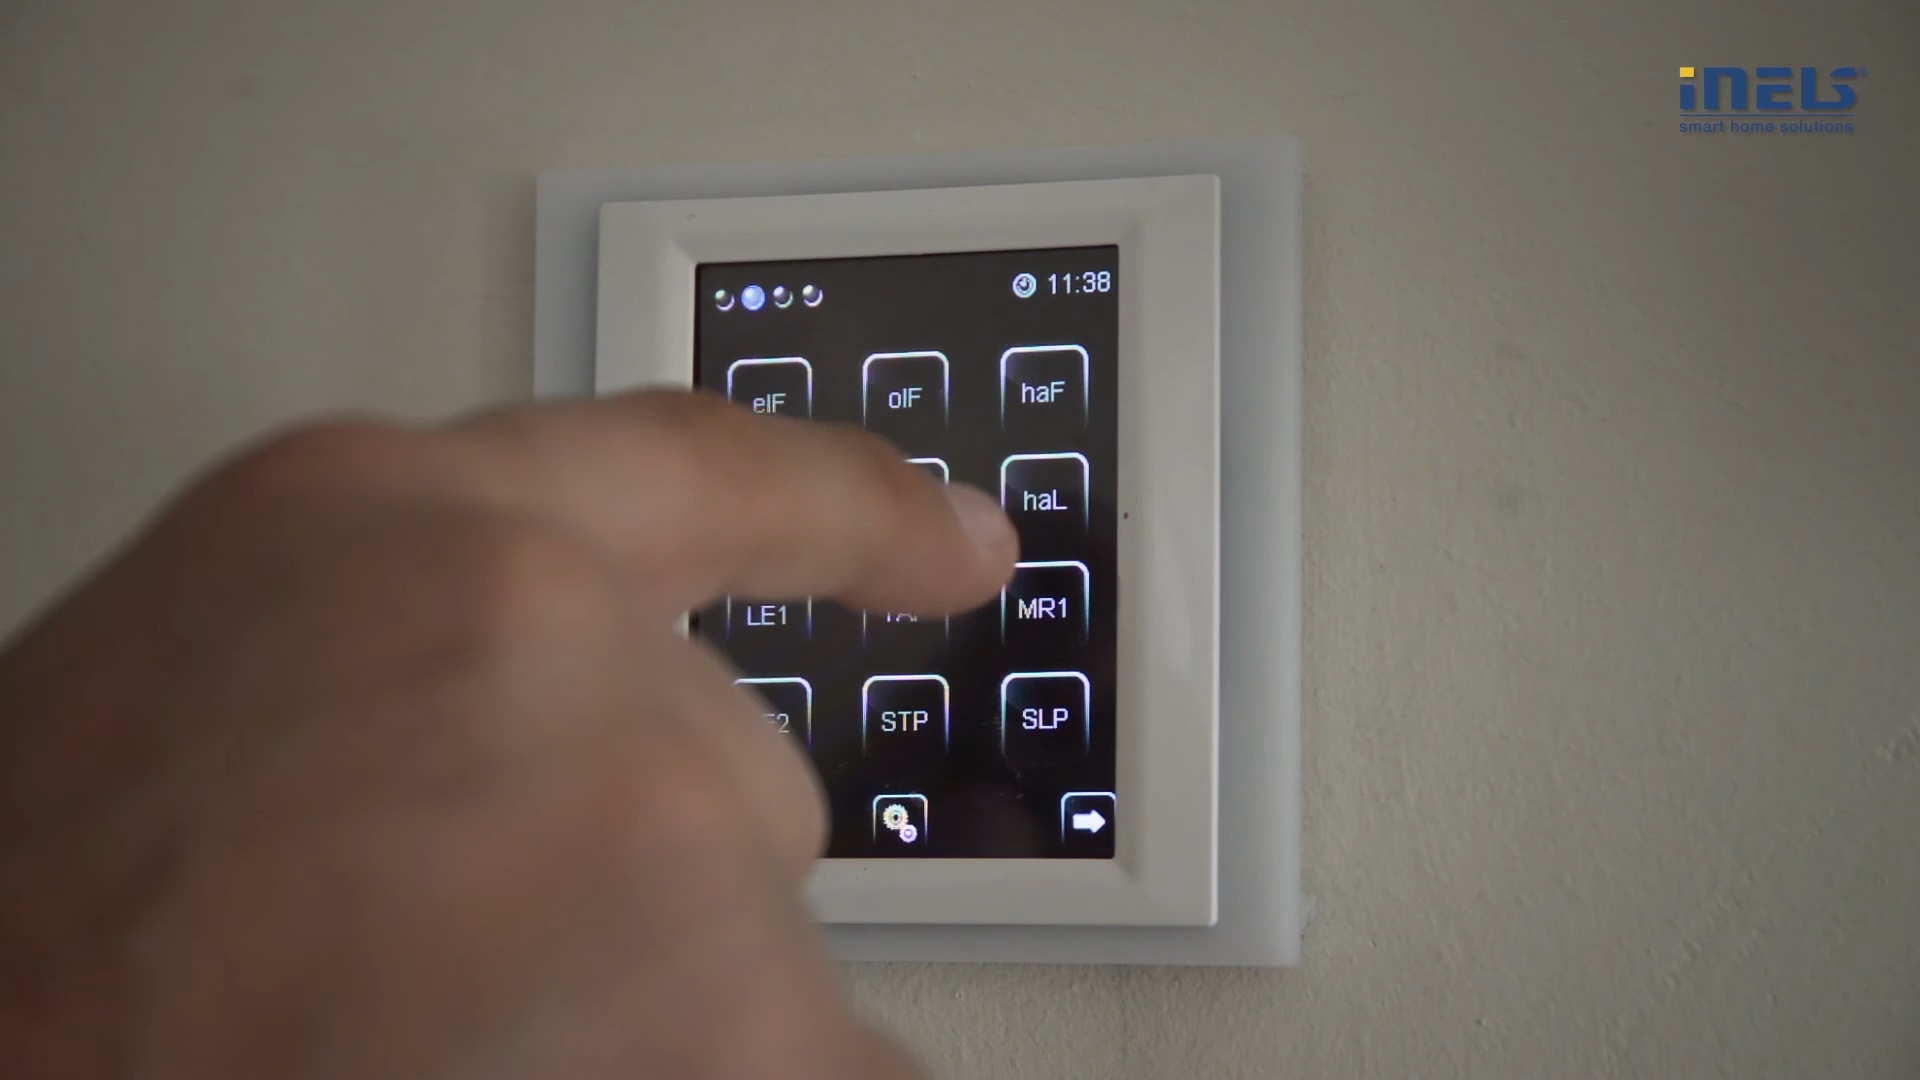 iNELS
smart home solutions
11:38
elF
olF
haF
haL
LE1
MR1
STP
SLP